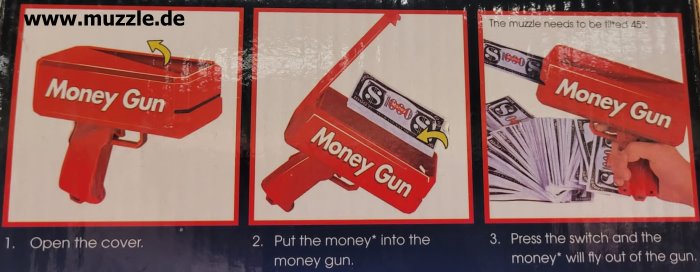 www.muzzle.de
Money Gun
1. Open the cover.
1000
Money Gun
2. Put the money* into the
money gun.
The muzzle needs to be tilted 45°.
1000
Money Gun
3. Press the switch and the
money* will fly out of the gun.